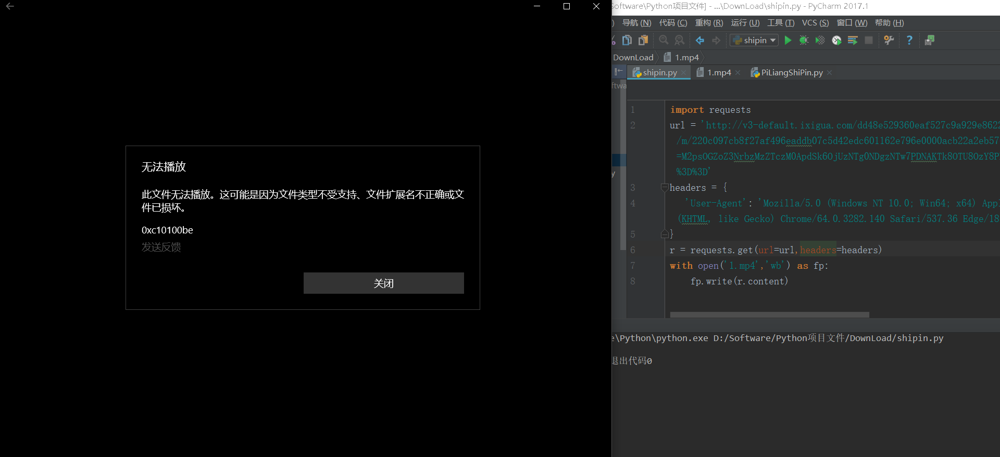 无法播放
此文件无法播放。这可能是因为文件类型不受支持、文件扩展名不正确或文
件已损坏。
0xc10100be
发送反馈
关闭
Software\Python项目文件] - ...\DownLoad\shipin.py - PyCharm 2017.1
) 导航 (N) 代码 (C) 重构 (R) 运行 (U) 工具 (T) VCS (S) 窗口 (W) 帮助 (H)
shipin
DownLoad 1.mp4
shipin.py 1.mp4 PiLiangShiPin.py
ftwa
y
1 import requests
2 url = 'http://v3-default.ixigua.com/dd48e529360eaf527c9a929e8622
/m/220c097cb8f27af496eaddb07c5d42edc601162e796e0000acb22a2eb57
=M2psOGZoZ3NrbzMzZTczM0ApdSk6OjUzNTg0NDgzNTw7PDNAKTk8OTU8OzY8P
%3D%3D'
3 headers = {
4 'User-Agent': 'Mozilla/5.0 (Windows NT 10.0; Win64; x64) Appl
(KHTML, like Gecko) Chrome/64.0.3282.140 Safari/537.36 Edge/18
5 }
6 r = requests.get(url=url,headers=headers)
7 with open('1.mp4','wb') as fp:
8 fp.write(r.content)
e\Python\python.exe D:/Software/Python项目文件/DownLoad/shipin.py
退出代码0